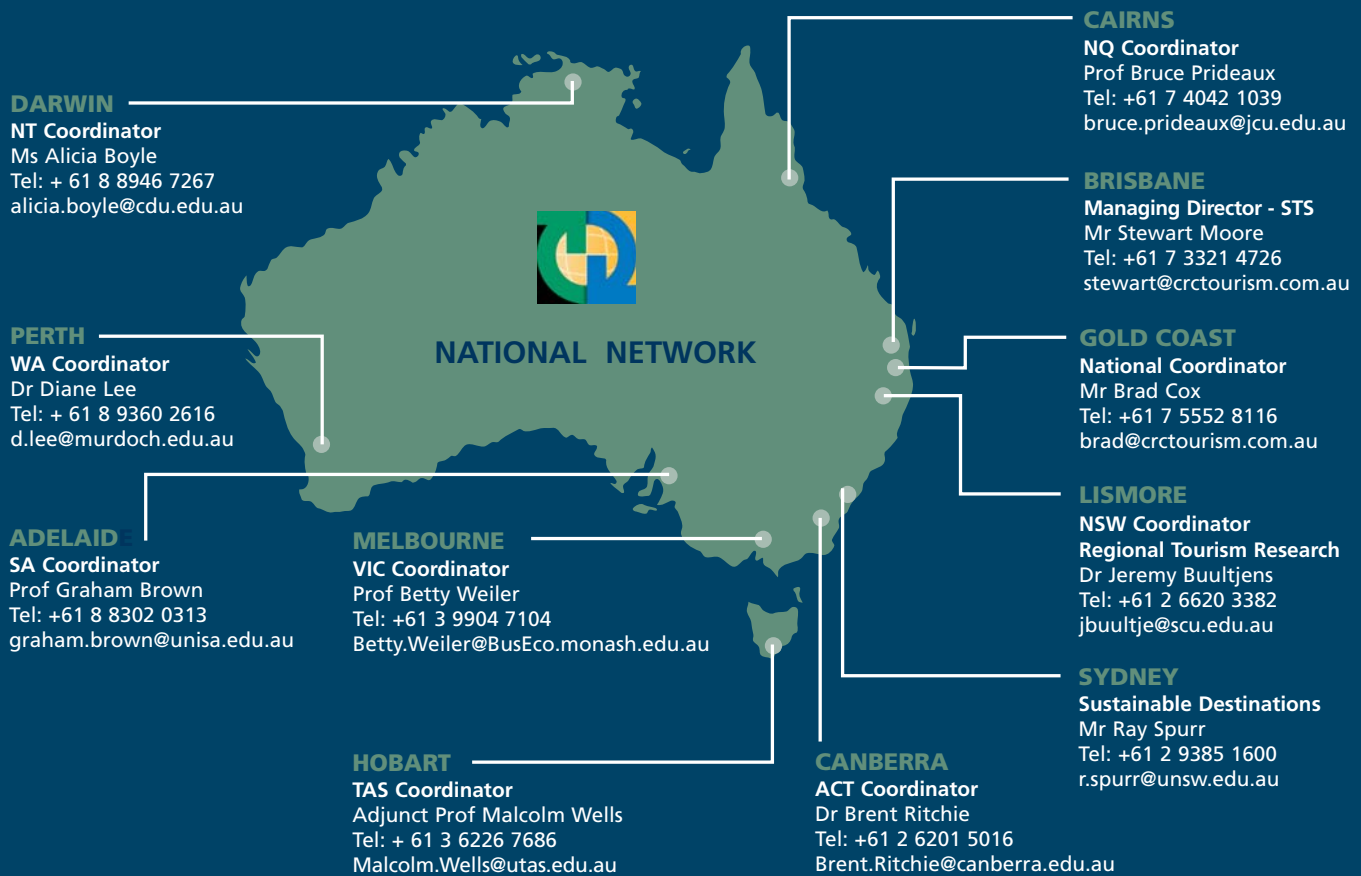 CAIRNS
NQ Coordinator
Prof Bruce Prideaux
Tel: +61 7 4042 1039
bruce.prideaux@jcu.edu.au
DARWIN
NT Coordinator
Ms Alicia Boyle
Tel: + 61 8 8946 7267
alicia.boyle@cdu.edu.au
BRISBANE
Managing Director - STS
Mr Stewart Moore
Tel: +61 7 3321 4726
stewart@crctourism.com.au
NATIONAL NETWORK
PERTH
WA Coordinator
Dr Diane Lee
Tel: + 61 8 9360 2616
d.lee@murdoch.edu.au
GOLD COAST
National Coordinator
Mr Brad Cox
Tel: +61 7 5552 8116
brad@crctourism.com.au
LISMORE
NSW Coordinator
Regional Tourism Research
Dr Jeremy Buultjens
Tel: +61 2 6620 3382
jbuultje@scu.edu.au
ADELAIDE
SA Coordinator
Prof Graham Brown
Tel: +61 8 8302 0313
graham.brown@unisa.edu.au
MELBOURNE
VIC Coordinator
Prof Betty Weiler
Tel: +61 3 9904 7104
Betty.Weiler@BusEco.monash.edu.au
SYDNEY
Sustainable Destinations
Mr Ray Spurr
Tel: +61 2 9385 1600
r.spurr@unsw.edu.au
HOBART
TAS Coordinator
Adjunct Prof Malcolm Wells
Tel: + 61 3 6226 7686
Malcolm.Wells@utas.edu.au
CANBERRA
ACT Coordinator
Dr Brent Ritchie
Tel: +61 2 6201 5016
Brent.Ritchie@canberra.edu.au